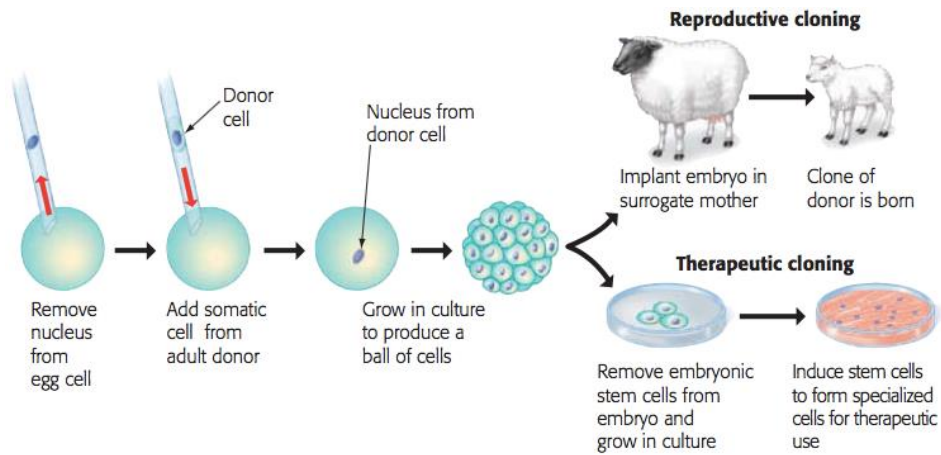 Reproductive cloning
Donor
cell
Nucleus from
donor cell
Implant embryo in
surrogate mother
Clone of
donor is born
Therapeutic cloning
Remove
nucleus
from
egg cell
Add somatic
cell from
adult donor
Grow in culture
to produce a
ball of cells
Remove embryonic
stem cells from
embryo and
grow in culture
Induce stem cells
to form specialized
cells for therapeutic
use